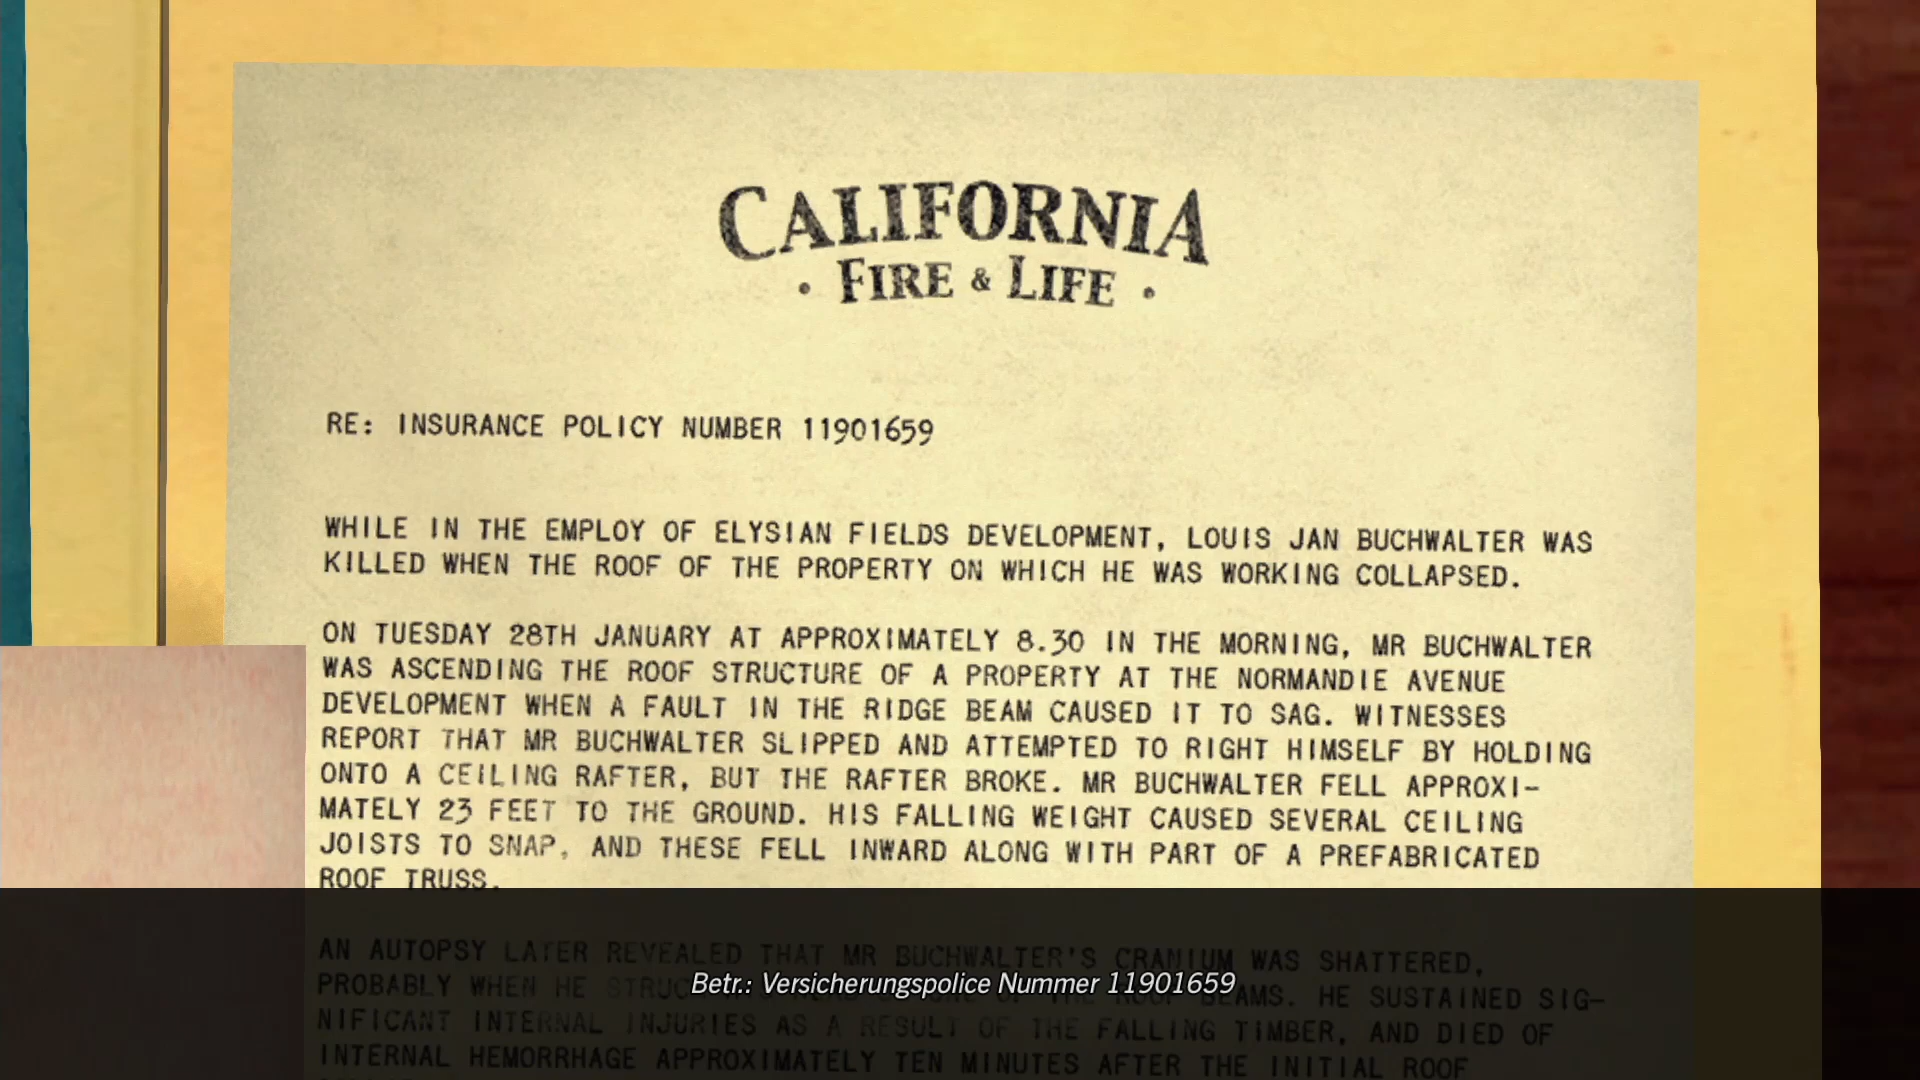 CALIFORNIA
· FIRE & LIFE ·
RE: INSURANCE POLICY NUMBER 11901659
WHILE IN THE EMPLOY OF ELYSIAN FIELDS DEVELOPMENT, LOUIS JAN BUCHWALTER WAS
KILLED WHEN THE ROOF OF THE PROPERTY ON WHICH HE WAS WORKING COLLAPSED.
ON TUESDAY 28TH JANUARY AT APPROXIMATELY 8.30 IN THE MORNING, MR BUCHWALTER
WAS ASCENDING THE ROOF STRUCTURE OF A PROPERTY AT THE NORMANDIE AVENUE
DEVELOPMENT WHEN A FAULT IN THE RIDGE BEAM CAUSED IT TO SAG. WITNESSES
REPORT THAT MR BUCHWALTER SLIPPED AND ATTEMPTED TO RIGHT HIMSELF BY HOLDING
ONTO A CEILING RAFTER, BUT THE RAFTER BROKE. MR BUCHWALTER FELL APPROXI-
MATELY 23 FEET TO THE GROUND. HIS FALLING WEIGHT CAUSED SEVERAL CEILING
JOISTS TO SNAP, AND THESE FELL INWARD ALONG WITH PART OF A PREFABRICATED
ROOF TRUSS.
AN AUTOPSY LATER REVEALED THAT MR BUCHWALTER'S CRANIUM WAS SHATTERED,
PROBABLY WHEN HE OF THE ROOF BEAMS. HE SUSTAINED SIG-
Betr.: Versicherungspolice Nummer 11901659
NIFICANT INTERNAL INJURIES AS A RESULT OF THE FALLING TIMBER, AND DIED OF
INTERNAL HEMORRHAGE APPROXIMATELY TEN MINUTES AFTER THE INITIAL ROOF